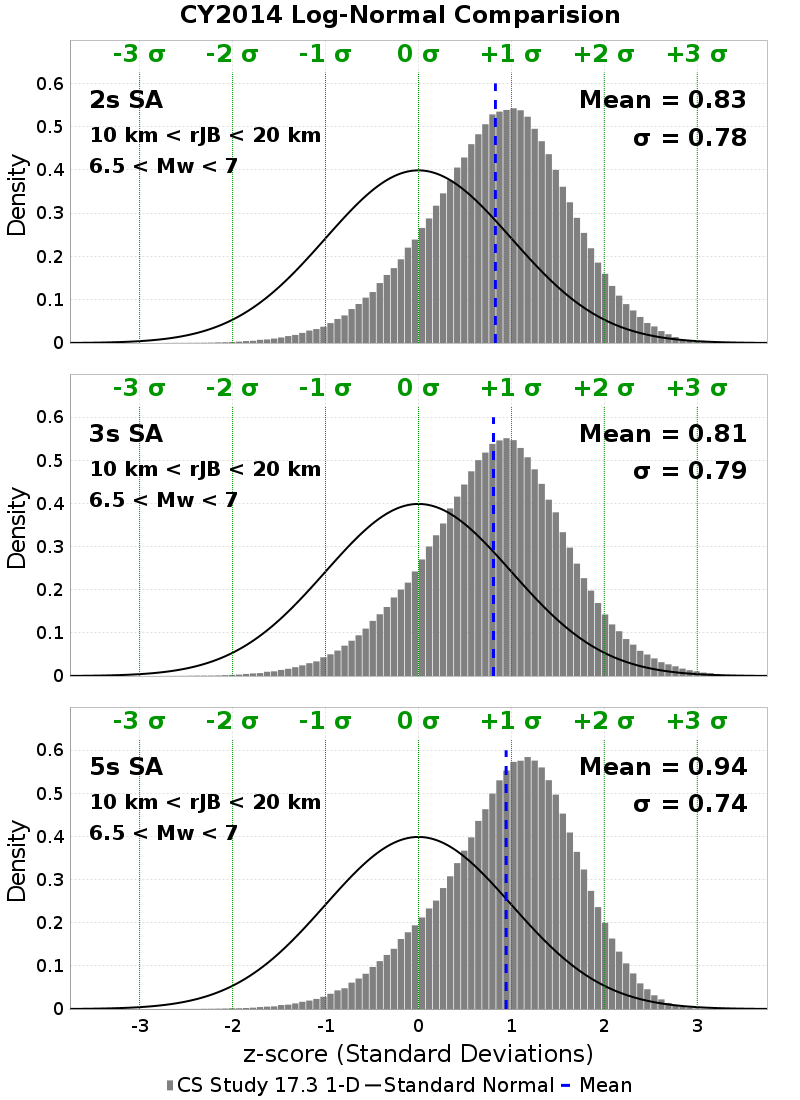 CY2014 Log-Normal Comparision
-3 σ -2 σ -1 σ 0 σ +1 σ +2 σ +3 σ
2s SA
10 km < rJB < 20 km
6.5 < Mw < 7
Mean = 0.83
σ = 0.78
Density
0.6
0.5
0.4
0.3
0.2
0.1
0
-3 σ -2 σ -1 σ 0 σ +1 σ +2 σ +3 σ
3s SA
10 km < rJB < 20 km
6.5 < Mw < 7
Mean = 0.81
σ = 0.79
Density
0.6
0.5
0.4
0.3
0.2
0.1
0
-3 σ -2 σ -1 σ 0 σ +1 σ +2 σ +3 σ
5s SA
10 km < rJB < 20 km
6.5 < Mw < 7
Mean = 0.94
σ = 0.74
Density
0.6
0.5
0.4
0.3
0.2
0.1
0
-3 -2 -1 0 1 2 3
z-score (Standard Deviations)
CS Study 17.3 1-D Standard Normal Mean